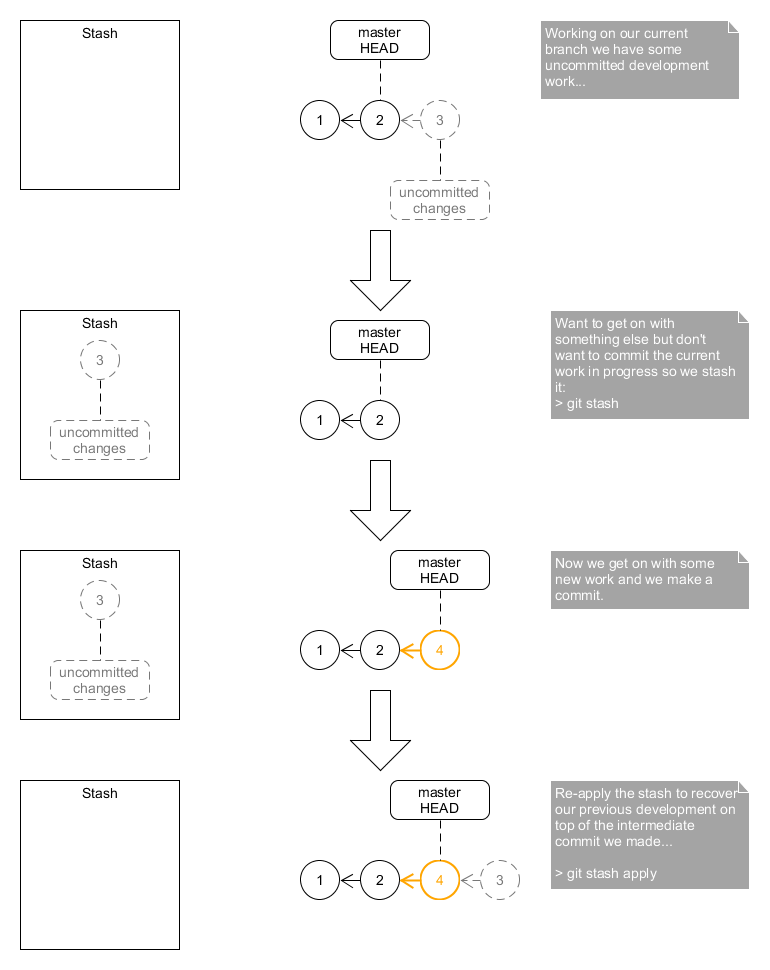 Stash
master
HEAD
Working on our current
branch we have some
uncommitted development
work...
1
2
3
uncommitted
changes
Stash
3
uncommitted
changes
master
HEAD
1
2
Want to get on with
something else but don't
want to commit the current
work in progress so we stash
it:
> git stash
Stash
3
uncommitted
changes
master
HEAD
1
2
4
Now we get on with some
new work and we make a
commit.
Stash
master
HEAD
1
2
4
3
Re-apply the stash to recover
our previous development on
top of the intermediate
commit we made...
> git stash apply